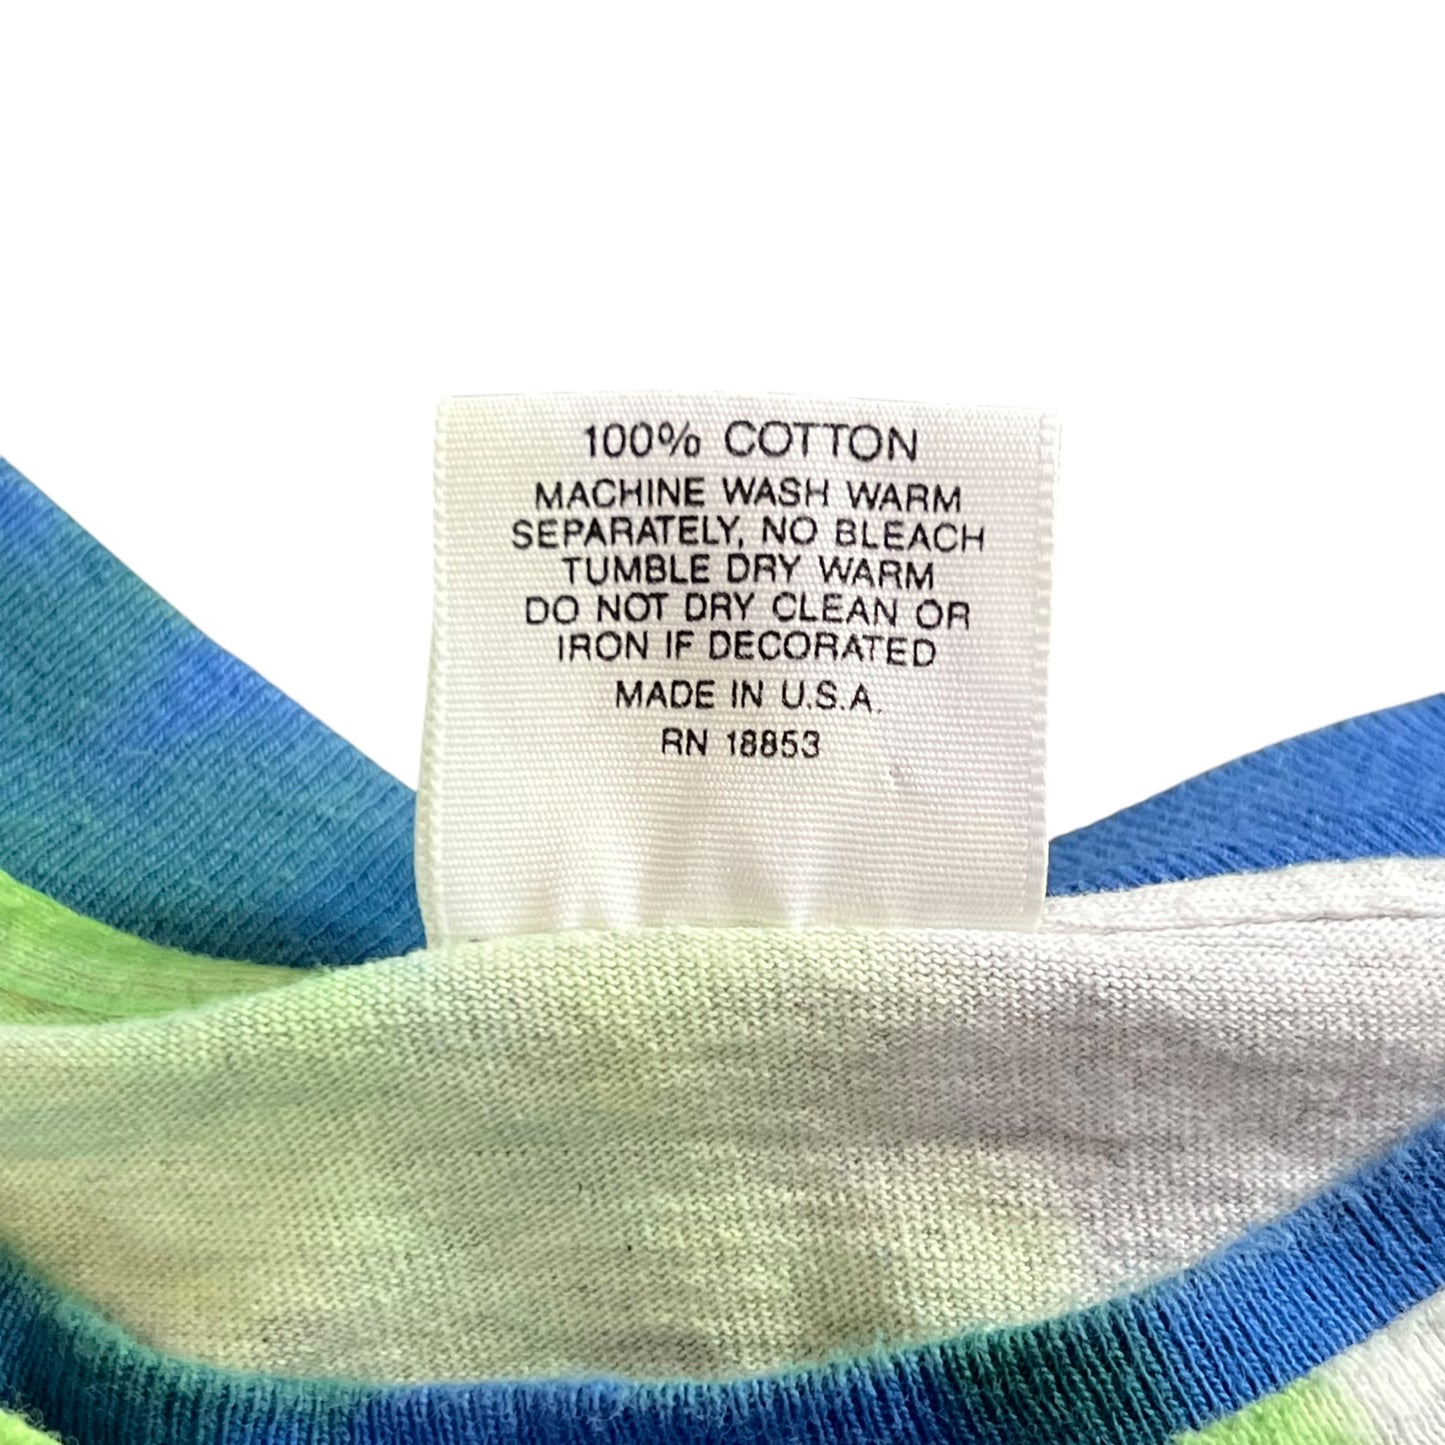 100% COTTON
MACHINE WASH WARM
SEPARATELY, NO BLEACH
TUMBLE DRY WARM
DO NOT DRY CLEAN OR
IRON IF DECORATED
MADE IN U.S.A.
RN 18853